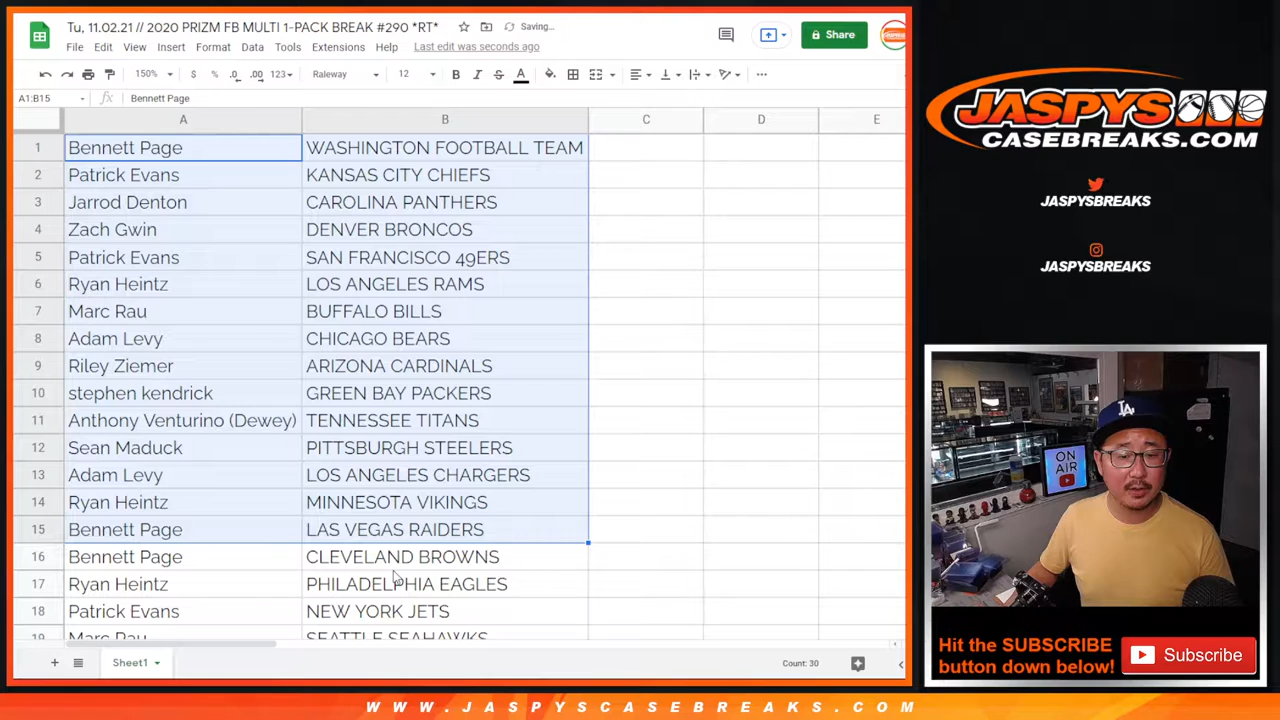 Tu, 11.02.21 // 2020 PRIZM FB MULTI 1-PACK BREAK #290 *RT*
Saving...
File Edit View Insert Format Data Tools Extensions Help Last edit was seconds ago
Share
150% $ % .0 .00 123 Raleway 12 B I S A
A1:B15 fx Bennett Page
A B C D E
1 Bennett Page WASHINGTON FOOTBALL TEAM
2 Patrick Evans KANSAS CITY CHIEFS
3 Jarrod Denton CAROLINA PANTHERS
4 Zach Gwin DENVER BRONCOS
5 Patrick Evans SAN FRANCISCO 49ERS
6 Ryan Heintz LOS ANGELES RAMS
7 Marc Rau BUFFALO BILLS
8 Adam Levy CHICAGO BEARS
9 Riley Ziemer ARIZONA CARDINALS
10 stephen kendrick GREEN BAY PACKERS
11 Anthony Venturino (Dewey) TENNESSEE TITANS
12 Sean Maduck PITTSBURGH STEELERS
13 Adam Levy LOS ANGELES CHARGERS
14 Ryan Heintz MINNESOTA VIKINGS
15 Bennett Page LAS VEGAS RAIDERS
16 Bennett Page CLEVELAND BROWNS
17 Ryan Heintz PHILADELPHIA EAGLES
18 Patrick Evans NEW YORK JETS
19 Marc Rau SEATTLE SEAHAWKS
Sheet1
Count: 30
JASPYS
CASEBREAKS.COM
JASPYSBREAKS
JASPYSBREAKS
LA
ON
AIR
Hit the SUBSCRIBE
button down below!
Subscribe
WWW.JASPYSCASEBREAKS.COM